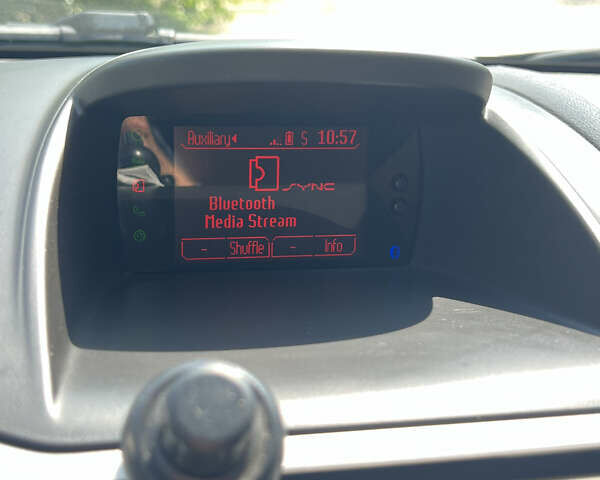 Auxiliary S 10:57
SYNC
Bluetooth
Media Stream
- Shuffle - Info